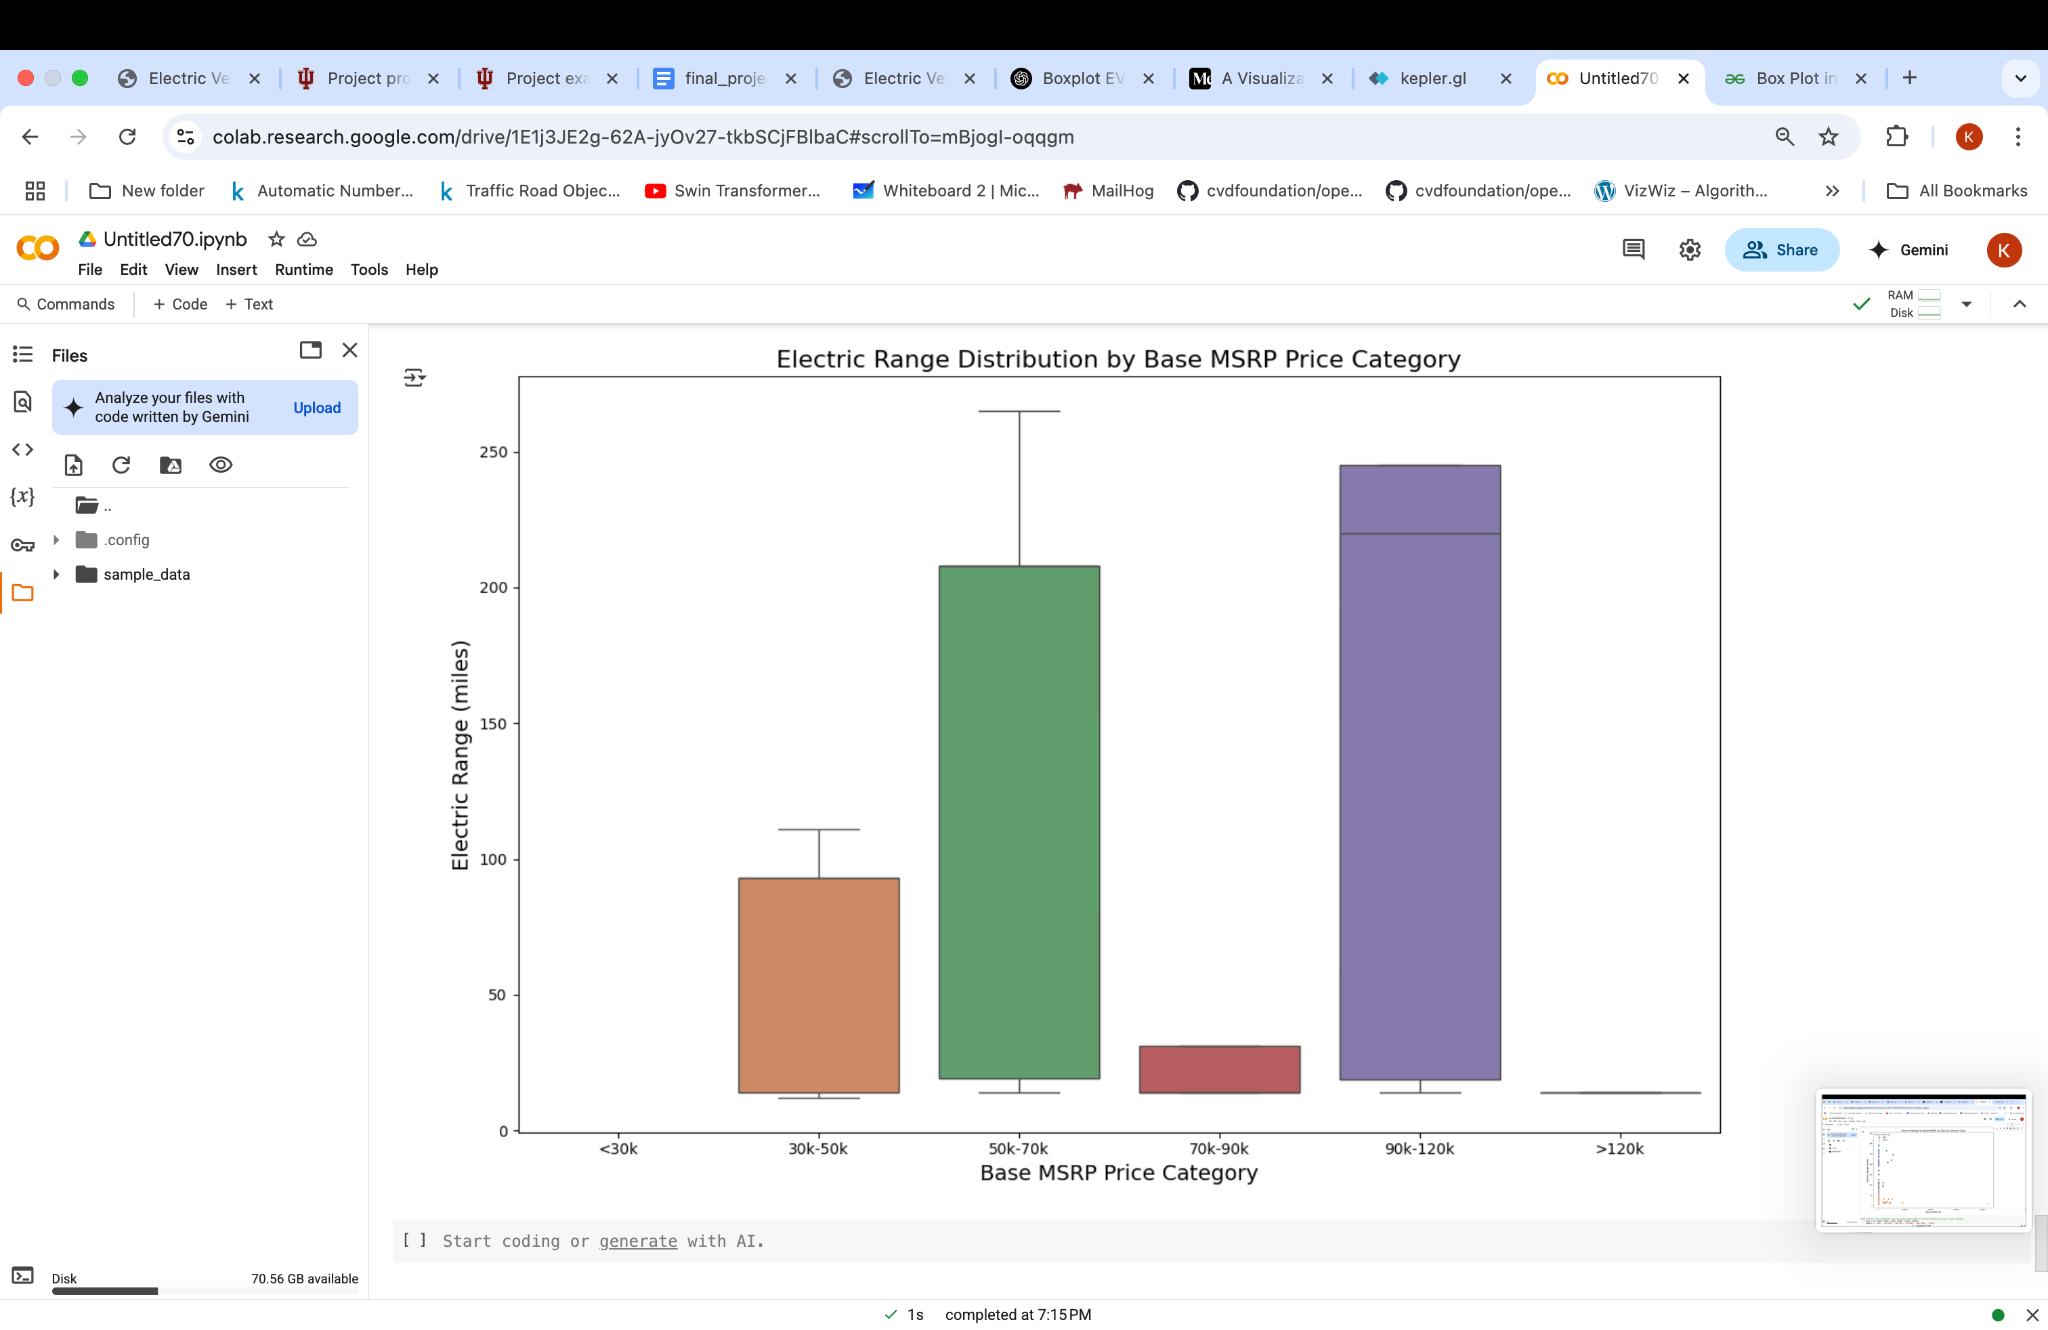 Electric Ve
Project pro
Project exa
final_proje
Electric Ve
Boxplot EV
A Visualiza
kepler.gl
Untitled70
Box Plot in
colab.research.google.com/drive/1E1j3JE2g-62A-jyOv27-tkbSCjFBlbaC#scrollTo=mBjogI-oqqgm
K
New folder
Automatic Number...
Traffic Road Objec...
Swin Transformer...
Whiteboard 2 | Mic...
MailHog
cvdfoundation/ope...
cvdfoundation/ope...
VizWiz – Algorith...
All Bookmarks
Untitled70.ipynb
File Edit View Insert Runtime Tools Help
Share
Gemini
K
Commands
+ Code + Text
RAM
Disk
Files
Analyze your files with
code written by Gemini
Upload
{x}
..
.config
sample_data
Electric Range Distribution by Base MSRP Price Category
Electric Range (miles)
250
200
150
100
50
0
<30k 30k-50k 50k-70k 70k-90k 90k-120k >120k
Base MSRP Price Category
[ ] Start coding or generate with AI.
Disk 70.56 GB available
1s completed at 7:15 PM